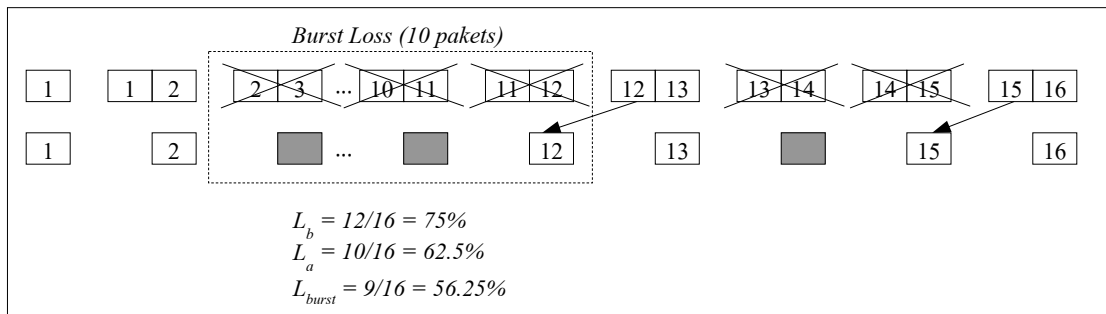 Burst Loss (10 pakets)
1 1 2 2 3 ... 10 11 11 12 12 13 13 14 14 15 15 16
1 2 ... 12 13 15 16
L_b = 12/16 = 75%
L_a = 10/16 = 62.5%
L_burst = 9/16 = 56.25%